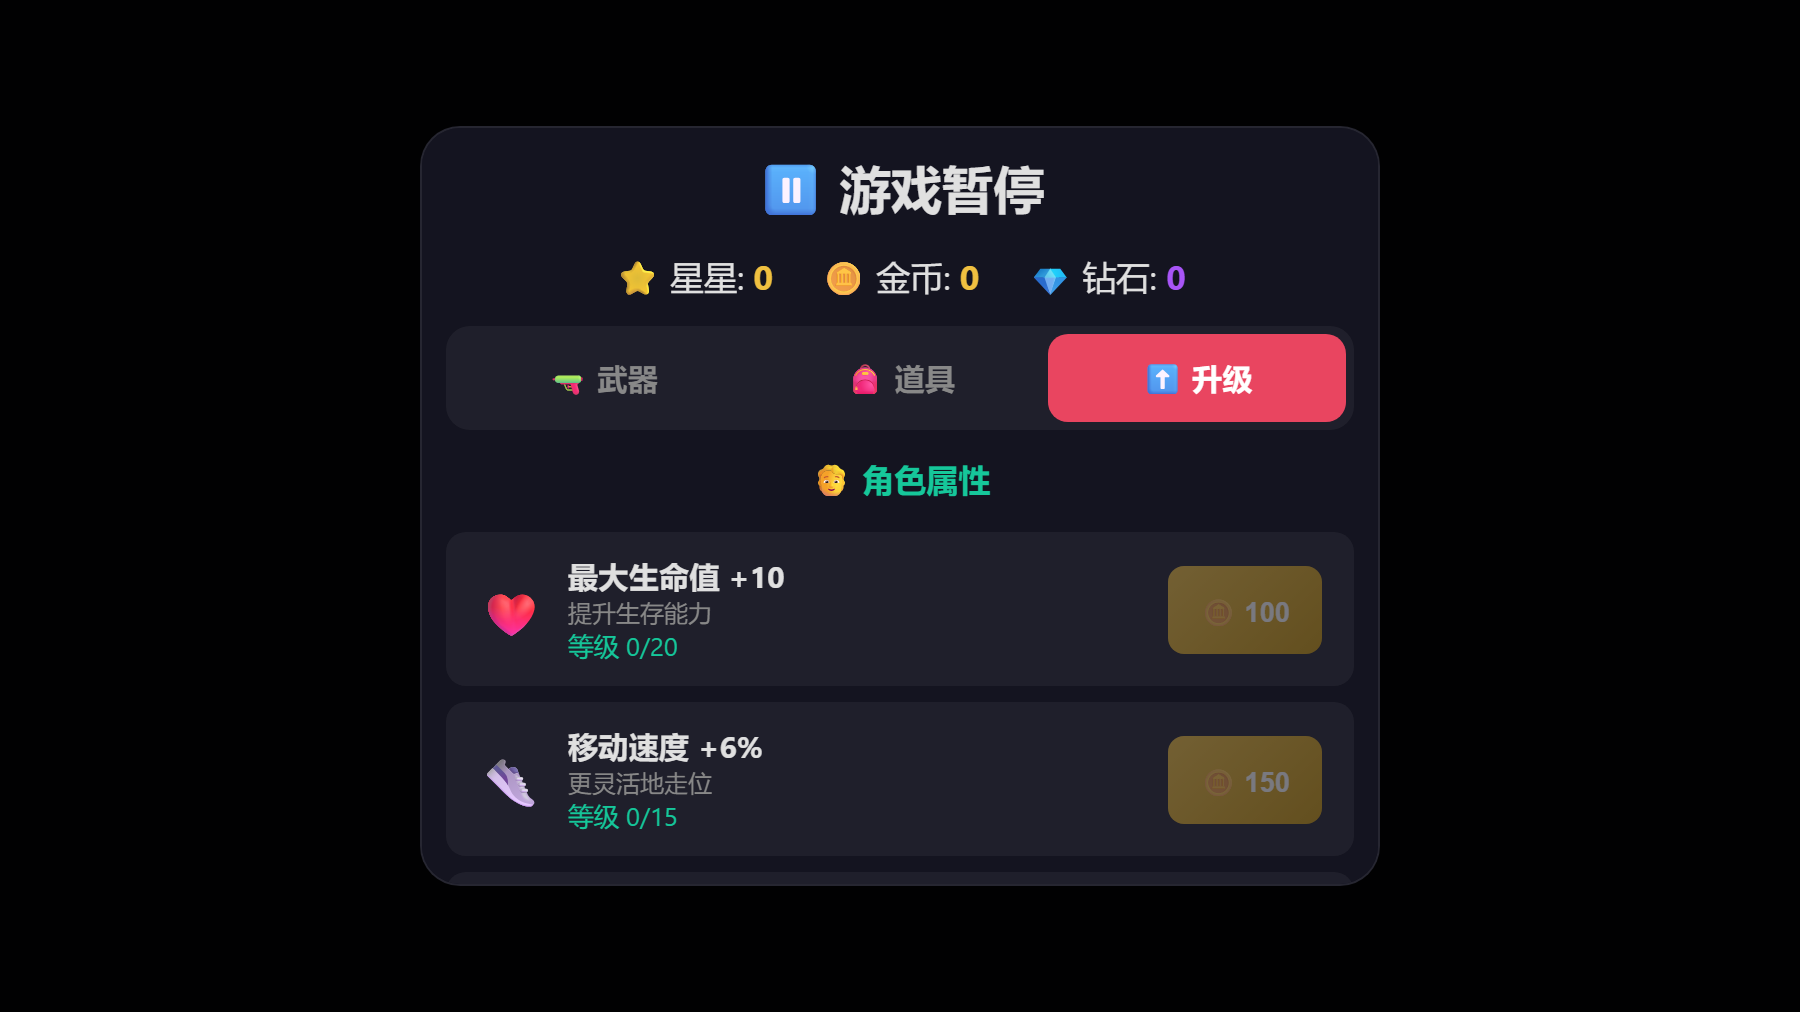 游戏暂停
星星: 0 金币: 0 钻石: 0
武器 道具 升级
角色属性
最大生命值 +10
提升生存能力
等级 0/20
100
移动速度 +6%
更灵活地走位
等级 0/15
150